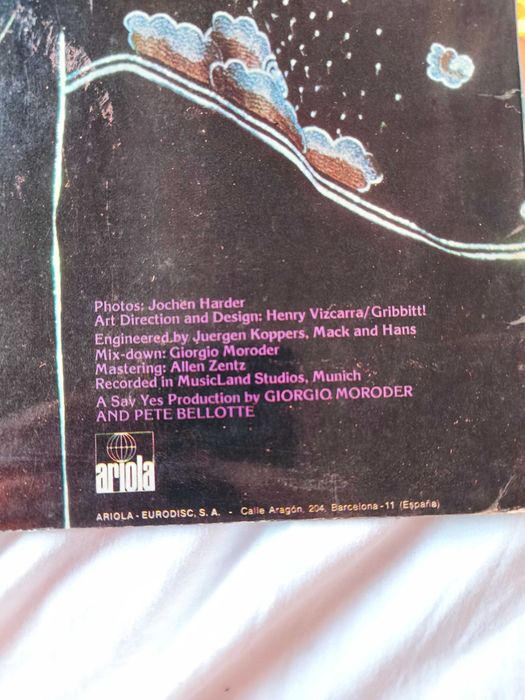 Photos: Jochen Harder
Art Direction and Design: Henry Vizcarra/Gribbitt!
Engineered by Juergen Koppers, Mack and Hans
Mix-down: Giorgio Moroder
Mastering: Allen Zentz
Recorded in MusicLand Studios, Munich
A Say Yes Production by GIORGIO MORODER
AND PETE BELLOTTE
ariola
ARIOLA - EURODISC, S. A. - Calle Aragón, 204, Barcelona - 11 (España)